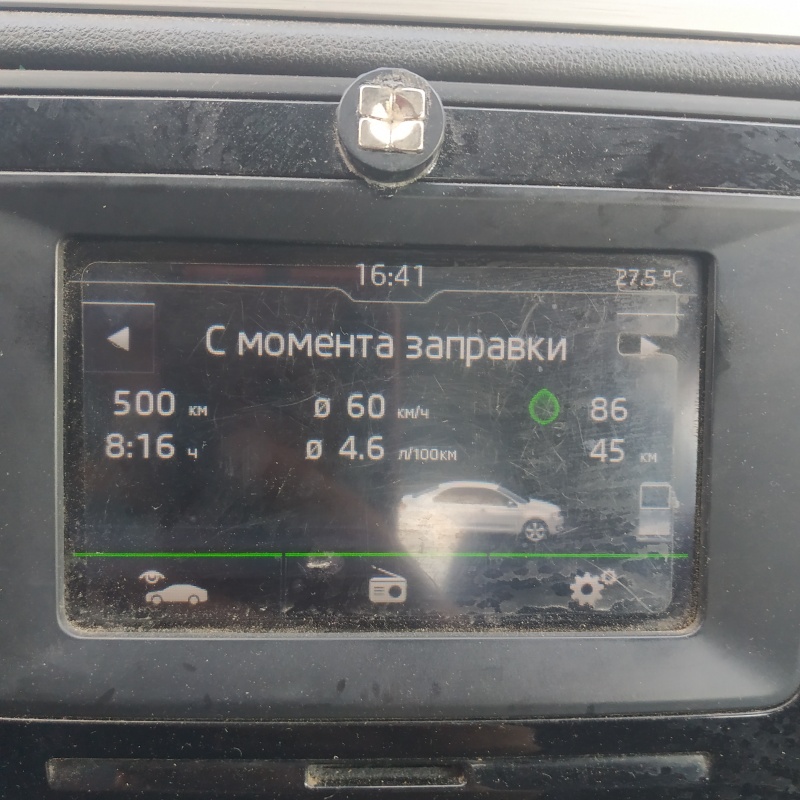 16:41 27.5 °C
С момента заправки
500 км ø 60 км/ч 86
8:16 ч ø 4.6 л/100км 45 км